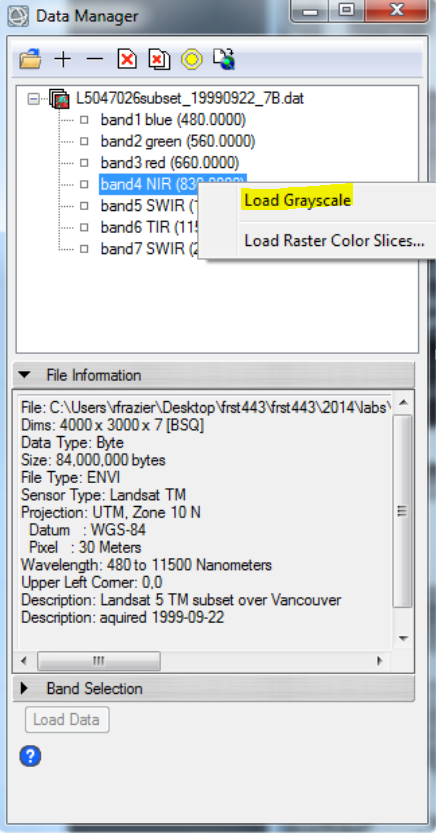 Data Manager
L5047026subset_19990922_7B.dat
band1 blue (480.0000)
band2 green (560.0000)
band3 red (660.0000)
band4 NIR (830.0000)
Load Grayscale
band5 SWIR (1
band6 TIR (115
Load Raster Color Slices...
band7 SWIR (2
File Information
File: C:\Users\rfrazier\Desktop\frst443\frst443\2014\labs\
Dims: 4000 x 3000 x 7 [BSQ]
Data Type: Byte
Size: 84,000,000 bytes
File Type: ENVI
Sensor Type: Landsat TM
Projection: UTM, Zone 10 N
Datum : WGS-84
Pixel : 30 Meters
Wavelength: 480 to 11500 Nanometers
Upper Left Corner: 0,0
Description: Landsat 5 TM subset over Vancouver
Description: aquired 1999-09-22
Band Selection
Load Data